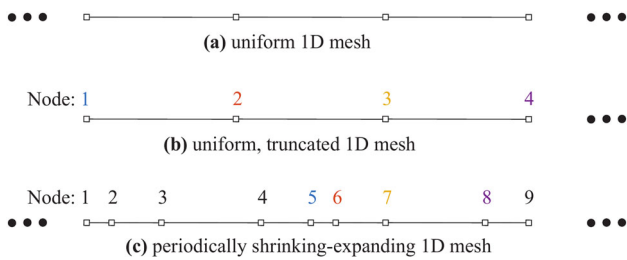 (a) uniform 1D mesh
Node: 1 2 3 4
(b) uniform, truncated 1D mesh
Node: 1 2 3 4 5 6 7 8 9
(c) periodically shrinking-expanding 1D mesh